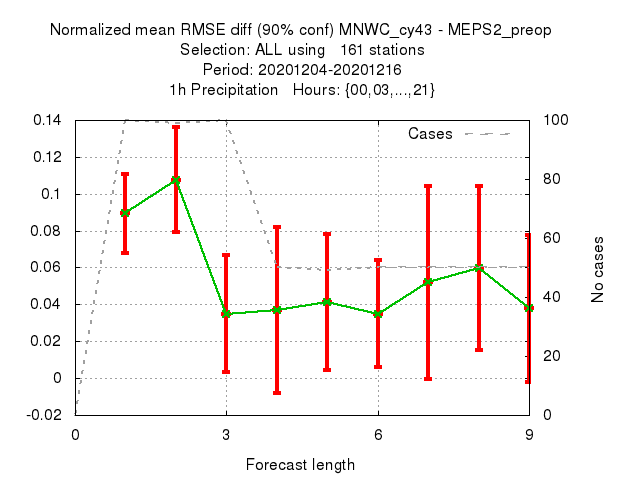 Normalized mean RMSE diff (90% conf) MNWC_cy43 - MEPS2_preop
Selection: ALL using   161 stations
Period: 20201204-20201216
1h Precipitation   Hours: {00,03,...,21}
Cases
0.14
0.12
0.1
0.08
0.06
0.04
0.02
0
-0.02
100
80
60
40
20
0
No cases
0 3 6 9
Forecast length